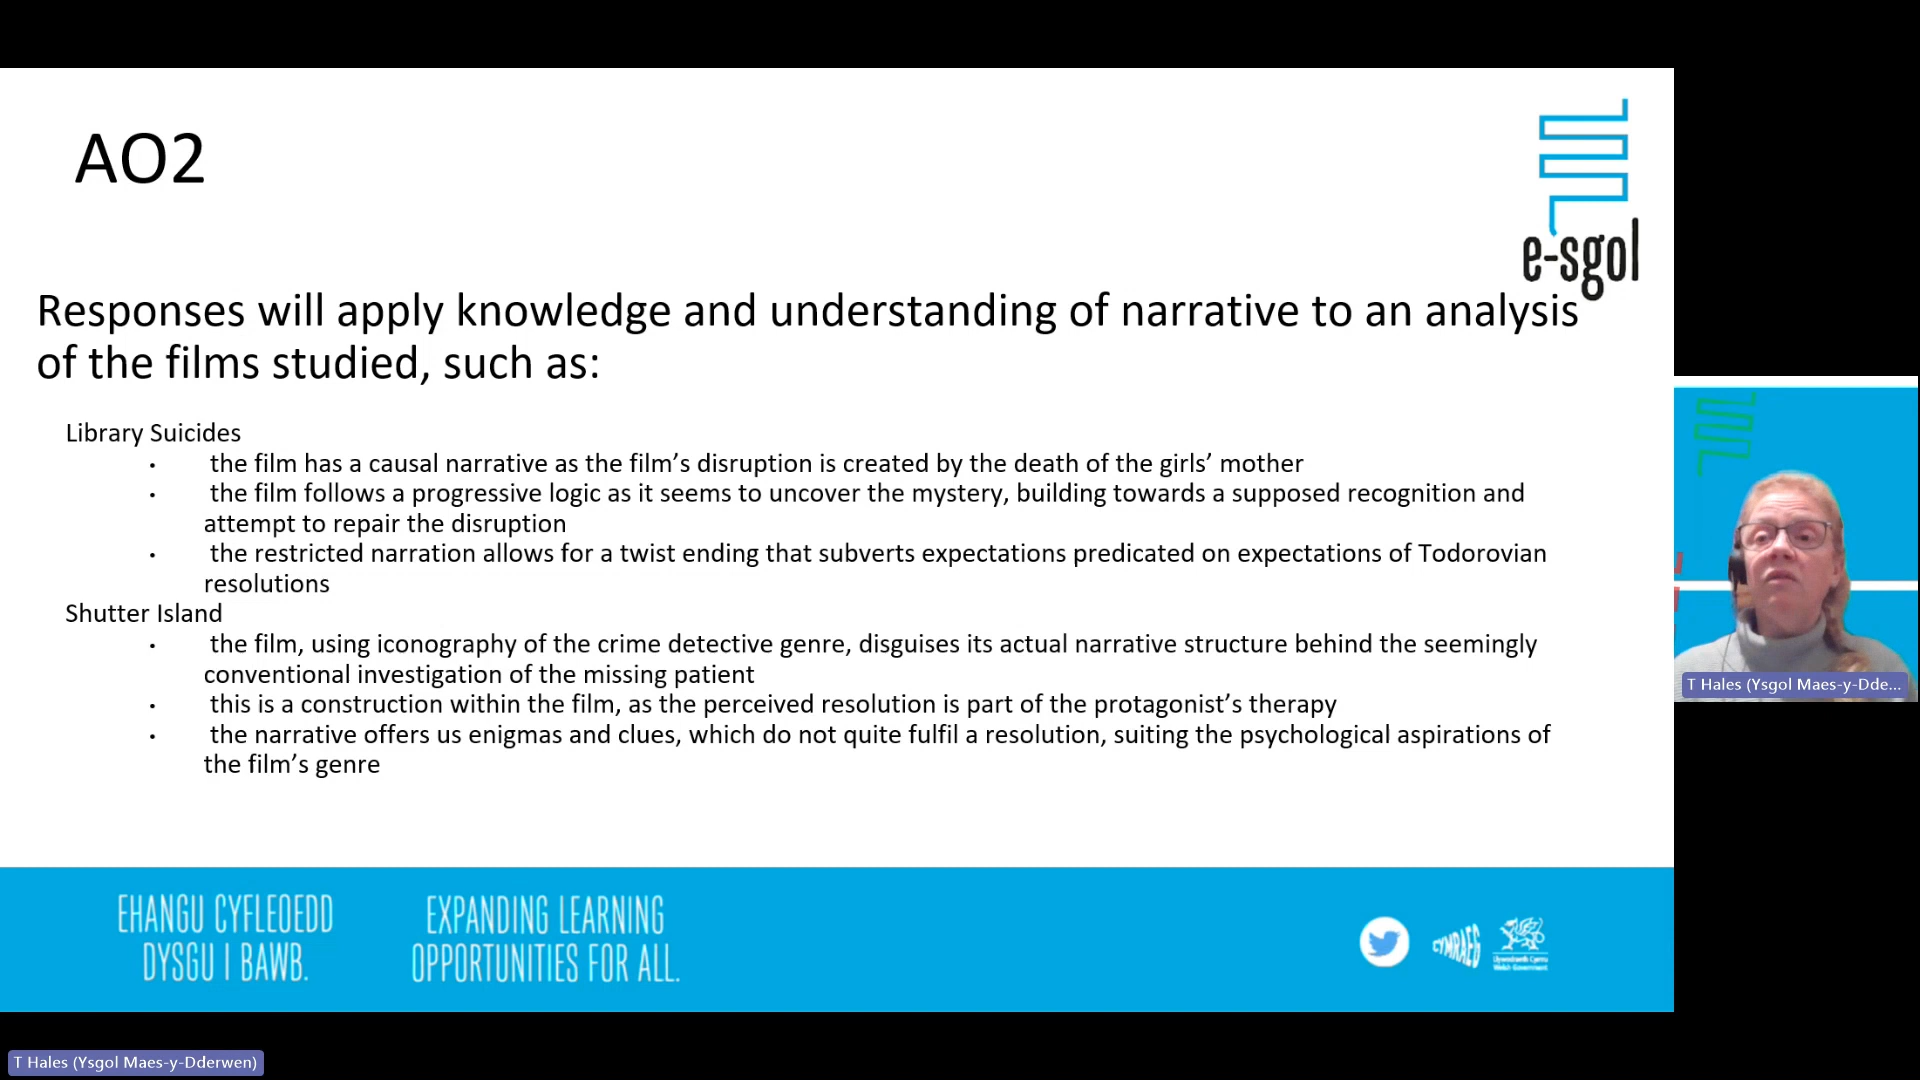 AO2
e-sgol
Responses will apply knowledge and understanding of narrative to an analysis
of the films studied, such as:
Library Suicides
• the film has a causal narrative as the film’s disruption is created by the death of the girls’ mother
• the film follows a progressive logic as it seems to uncover the mystery, building towards a supposed recognition and
attempt to repair the disruption
• the restricted narration allows for a twist ending that subverts expectations predicated on expectations of Todorovian
resolutions
Shutter Island
• the film, using iconography of the crime detective genre, disguises its actual narrative structure behind the seemingly
conventional investigation of the missing patient
• this is a construction within the film, as the perceived resolution is part of the protagonist’s therapy
• the narrative offers us enigmas and clues, which do not quite fulfil a resolution, suiting the psychological aspirations of
the film’s genre
T Hales (Ysgol Maes-y-Dde...
EHANGU CYFLEOEDD
DYSGU I BAWB.
EXPANDING LEARNING
OPPORTUNITIES FOR ALL.
CYMRAEG
Llywodraeth Cymru
Welsh Government
T Hales (Ysgol Maes-y-Dderwen)